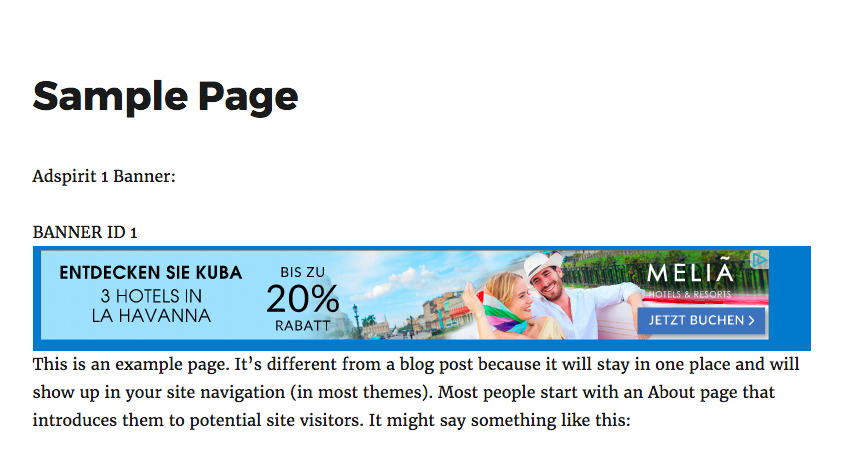 Sample Page
Adspirit 1 Banner:
BANNER ID 1
ENTDECKEN SIE KUBA
3 HOTELS IN
LA HAVANNA
BIS ZU
20%
RABATT
MELIÃ
HOTELS & RESORTS
JETZT BUCHEN >
This is an example page. It’s different from a blog post because it will stay in one place and will
show up in your site navigation (in most themes). Most people start with an About page that
introduces them to potential site visitors. It might say something like this: